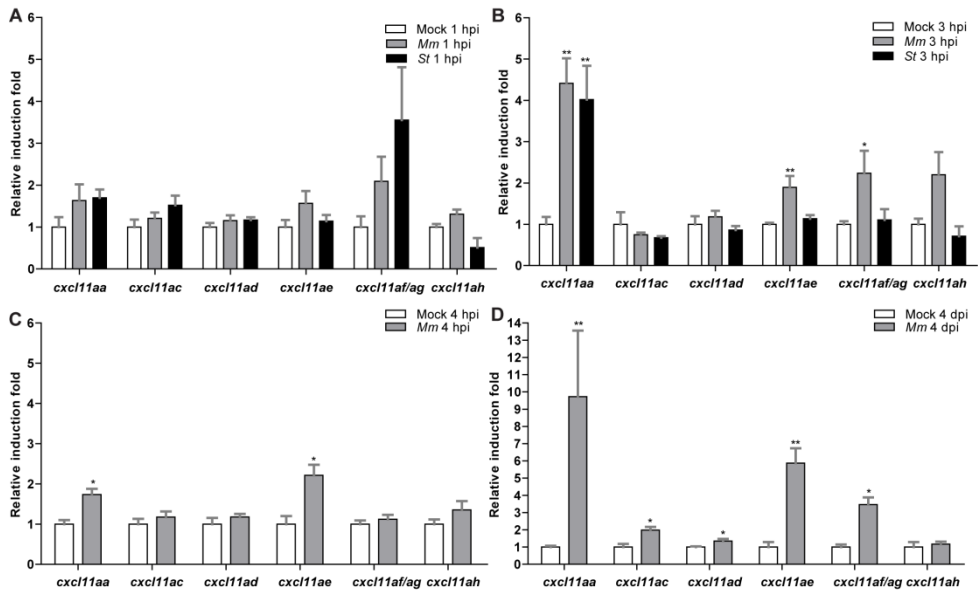 A
Mock 1 hpi
Mm 1 hpi
St 1 hpi
Relative induction fold
6
5
4
3
2
1
0
cxcl11aa cxcl11ac cxcl11ad cxcl11ae cxcl11af/ag cxcl11ah
B
Mock 3 hpi
Mm 3 hpi
St 3 hpi
Relative induction fold
6
5
4
3
2
1
0
** ** ** *
cxcl11aa cxcl11ac cxcl11ad cxcl11ae cxcl11af/ag cxcl11ah
C
Mock 4 hpi
Mm 4 hpi
Relative induction fold
6
5
4
3
2
1
0
* *
cxcl11aa cxcl11ac cxcl11ad cxcl11ae cxcl11af/ag cxcl11ah
D
Mock 4 dpi
Mm 4 dpi
Relative induction fold
14
13
12
11
10
9
8
7
6
5
4
3
2
1
0
** * * ** *
cxcl11aa cxcl11ac cxcl11ad cxcl11ae cxcl11af/ag cxcl11ah